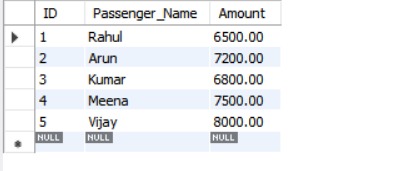 ID Passenger_Name Amount
1 Rahul 6500.00
2 Arun 7200.00
3 Kumar 6800.00
4 Meena 7500.00
5 Vijay 8000.00
NULL NULL NULL